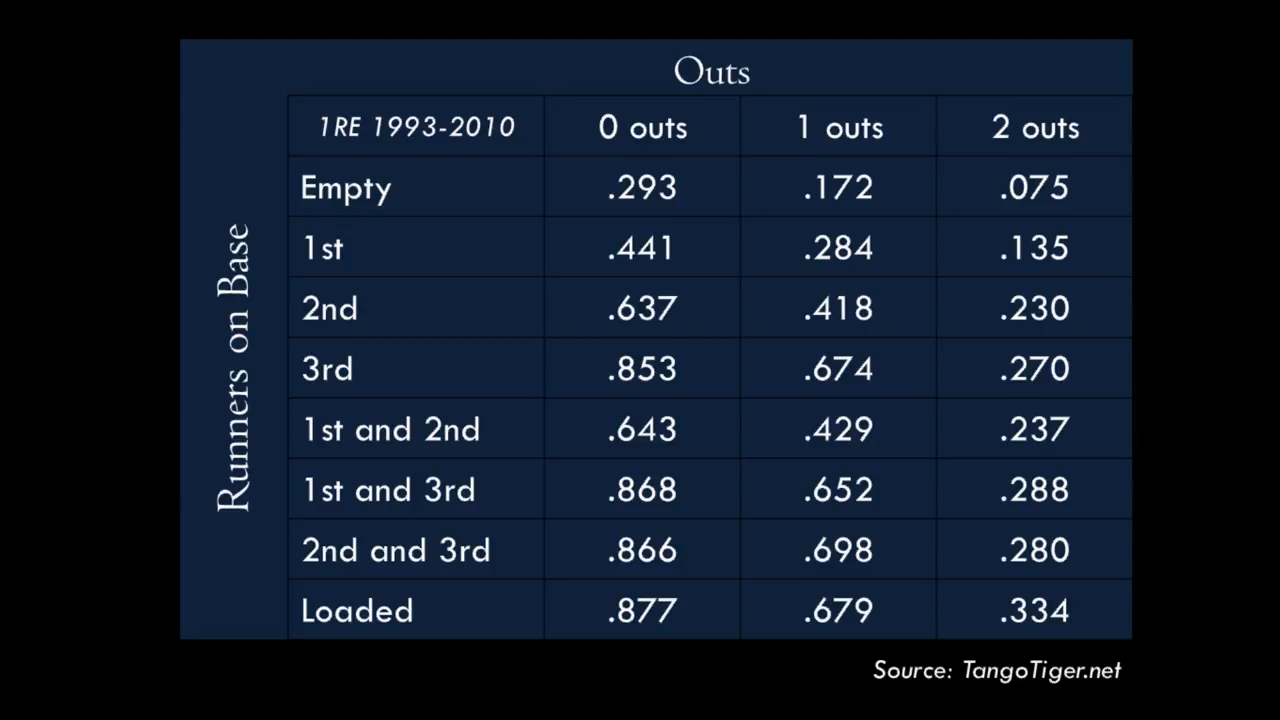 Outs
Runners on Base
1RE 1993-2010 0 outs 1 outs 2 outs
Empty .293 .172 .075
1st .441 .284 .135
2nd .637 .418 .230
3rd .853 .674 .270
1st and 2nd .643 .429 .237
1st and 3rd .868 .652 .288
2nd and 3rd .866 .698 .280
Loaded .877 .679 .334
Source: TangoTiger.net